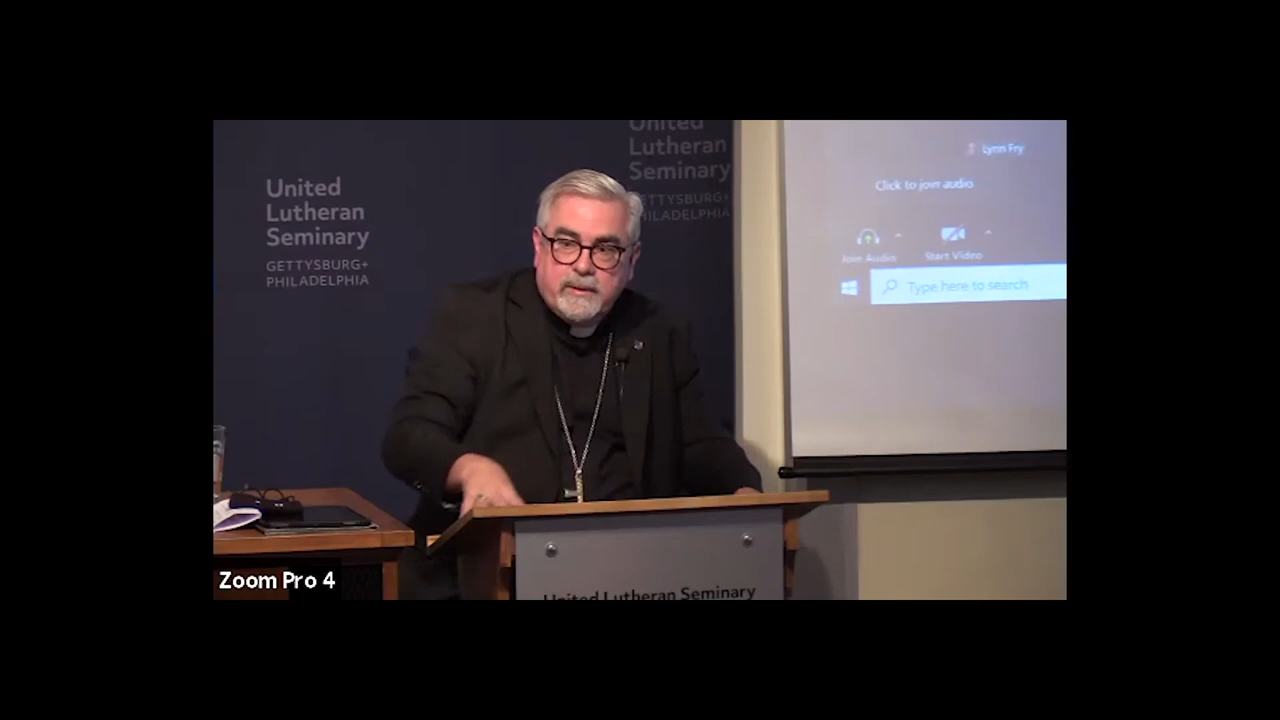 United
Lutheran
Seminary
GETTYSBURG+
PHILADELPHIA
United
Lutheran
Seminary
GETTYSBURG+
PHILADELPHIA
Lynn Fry
Click to join audio
Join Audio
Start Video
Type here to search
Zoom Pro 4
United Lutheran Seminary